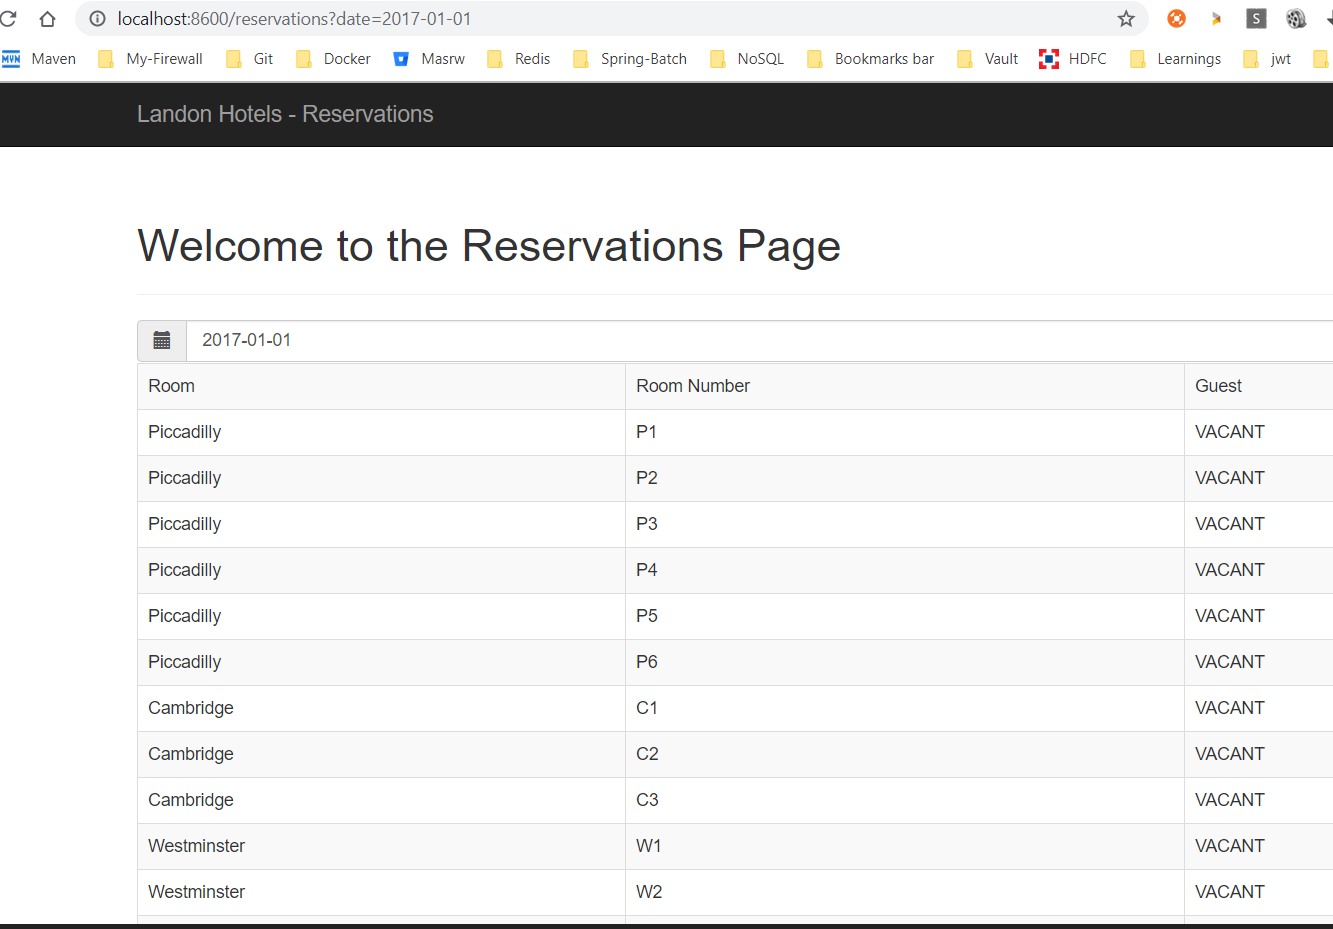 localhost:8600/reservations?date=2017-01-01
MVN Maven My-Firewall Git Docker Masrw Redis Spring-Batch NoSQL Bookmarks bar Vault HDFC Learnings jwt
Landon Hotels - Reservations
Welcome to the Reservations Page
2017-01-01
Room Room Number Guest
Piccadilly P1 VACANT
Piccadilly P2 VACANT
Piccadilly P3 VACANT
Piccadilly P4 VACANT
Piccadilly P5 VACANT
Piccadilly P6 VACANT
Cambridge C1 VACANT
Cambridge C2 VACANT
Cambridge C3 VACANT
Westminster W1 VACANT
Westminster W2 VACANT